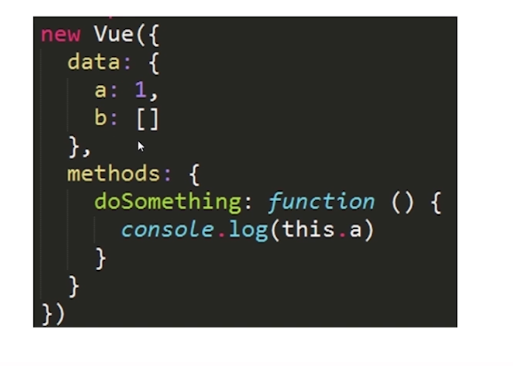 new Vue({
  data: {
    a: 1,
    b: []
  },
  methods: {
    doSomething: function () {
      console.log(this.a)
    }
  }
})